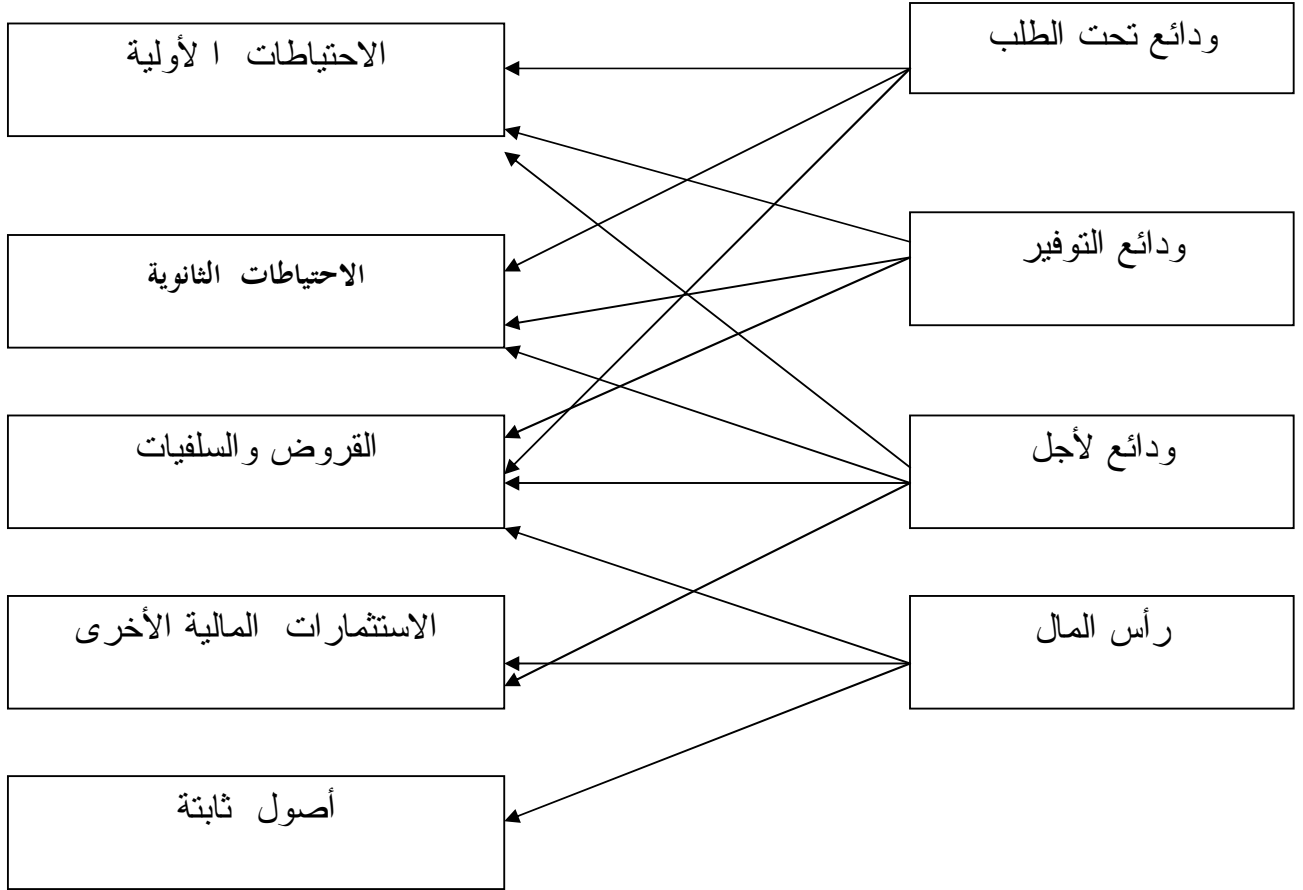 ودائع تحت الطلب
الاحتياطات ا لأولية
ودائع التوفير
الاحتياطات الثانوية
ودائع لأجل
القروض والسلفيات
رأس المال
الاستثمارات المالية الأخرى
أصول ثابتة